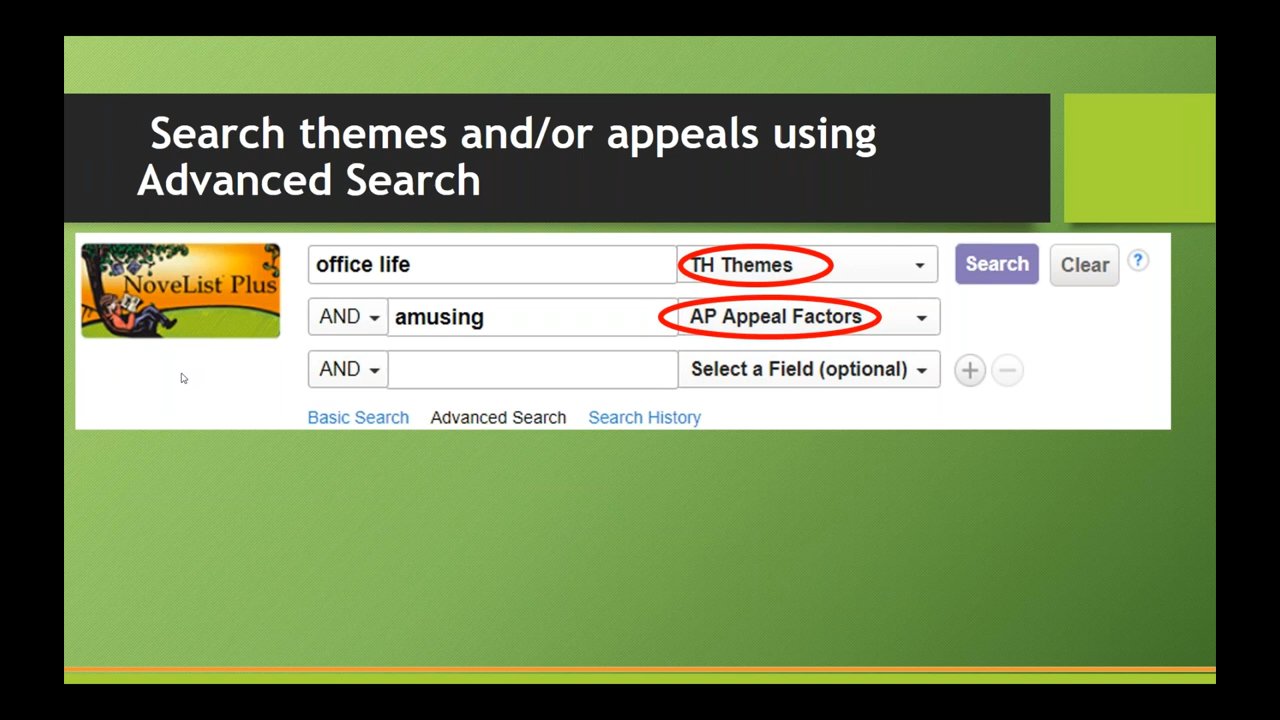 Search themes and/or appeals using
Advanced Search
NoveList Plus
office life TH Themes Search Clear ?
AND amusing AP Appeal Factors
AND Select a Field (optional)
Basic Search Advanced Search Search History